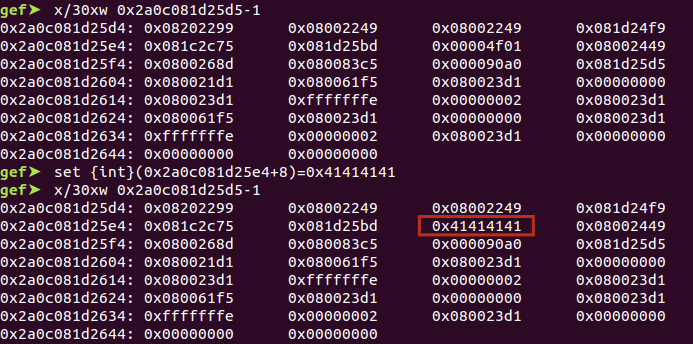 gef➤ x/30xw 0x2a0c081d25d5-1
0x2a0c081d25d4: 0x08202299 0x08002249 0x08002249 0x081d24f9
0x2a0c081d25e4: 0x081c2c75 0x081d25bd 0x00004f01 0x08002449
0x2a0c081d25f4: 0x0800268d 0x080083c5 0x000090a0 0x081d25d5
0x2a0c081d2604: 0x080021d1 0x080061f5 0x080023d1 0x00000000
0x2a0c081d2614: 0x080023d1 0xfffffffe 0x00000002 0x080023d1
0x2a0c081d2624: 0x080061f5 0x080023d1 0x00000000 0x080023d1
0x2a0c081d2634: 0xfffffffe 0x00000002 0x080023d1 0x00000000
0x2a0c081d2644: 0x00000000 0x00000000
gef➤ set {int}(0x2a0c081d25e4+8)=0x41414141
gef➤ x/30xw 0x2a0c081d25d5-1
0x2a0c081d25d4: 0x08202299 0x08002249 0x08002249 0x081d24f9
0x2a0c081d25e4: 0x081c2c75 0x081d25bd 0x41414141 0x08002449
0x2a0c081d25f4: 0x0800268d 0x080083c5 0x000090a0 0x081d25d5
0x2a0c081d2604: 0x080021d1 0x080061f5 0x080023d1 0x00000000
0x2a0c081d2614: 0x080023d1 0xfffffffe 0x00000002 0x080023d1
0x2a0c081d2624: 0x080061f5 0x080023d1 0x00000000 0x080023d1
0x2a0c081d2634: 0xfffffffe 0x00000002 0x080023d1 0x00000000
0x2a0c081d2644: 0x00000000 0x00000000